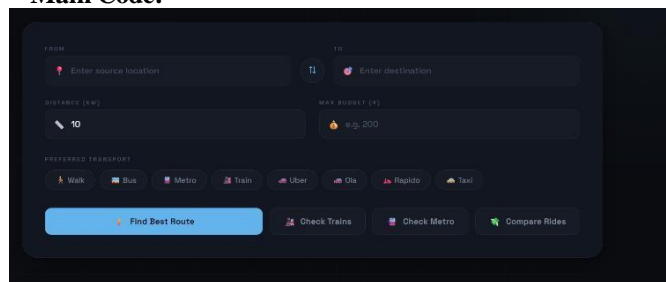 Main Code:
FROM TO
Enter source location Enter destination
DISTANCE (KM) MAX BUDGET (₹)
10 e.g. 200
PREFERRED TRANSPORT
Walk Bus Metro Train Uber Ola Rapido Taxi
Find Best Route Check Trains Check Metro Compare Rides